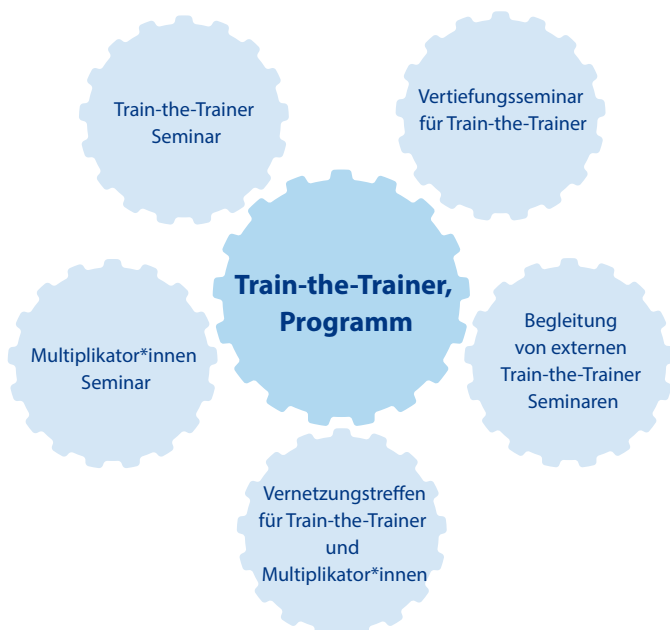 Train-the-Trainer
Seminar
Vertiefungsseminar
für Train-the-Trainer
Train-the-Trainer,
Programm
Multiplikator*innen
Seminar
Begleitung
von externen
Train-the-Trainer
Seminaren
Vernetzungstreffen
für Train-the-Trainer
und
Multiplikator*innen